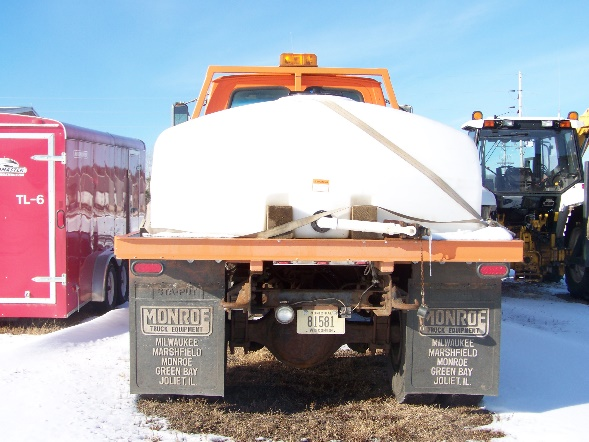 TL-6
MONROE
TRUCK EQUIPMENT
MILWAUKEE
MARSHFIELD
MONROE
GREEN BAY
JOLIET, IL.
81581
MONROE
TRUCK EQUIPMENT
MILWAUKEE
MARSHFIELD
MONROE
GREEN BAY
JOLIET, IL.